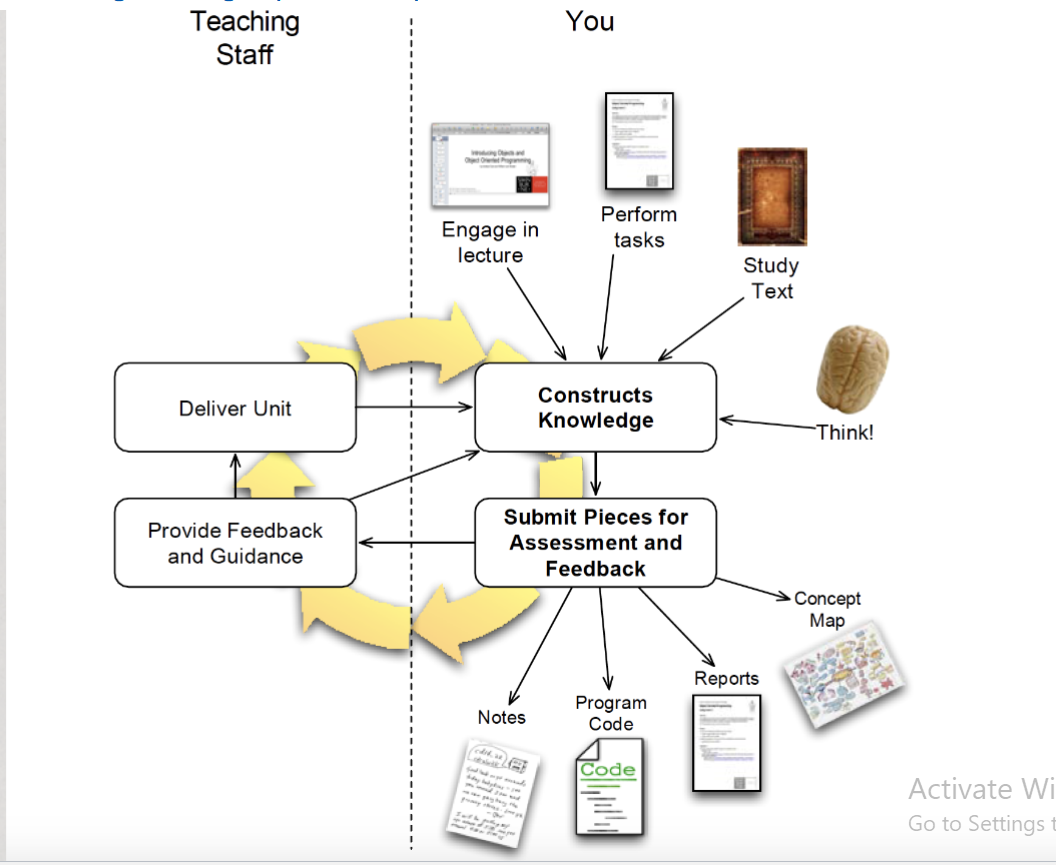 Teaching
Staff
You
Introducing Objects and
Object Oriented Programming
Engage in
lecture
Perform
tasks
Study
Text
Think!
Deliver Unit
Constructs
Knowledge
Provide Feedback
and Guidance
Submit Pieces for
Assessment and
Feedback
Concept
Map
Reports
Program
Code
Notes
Code
Activate Wi
Go to Settings t